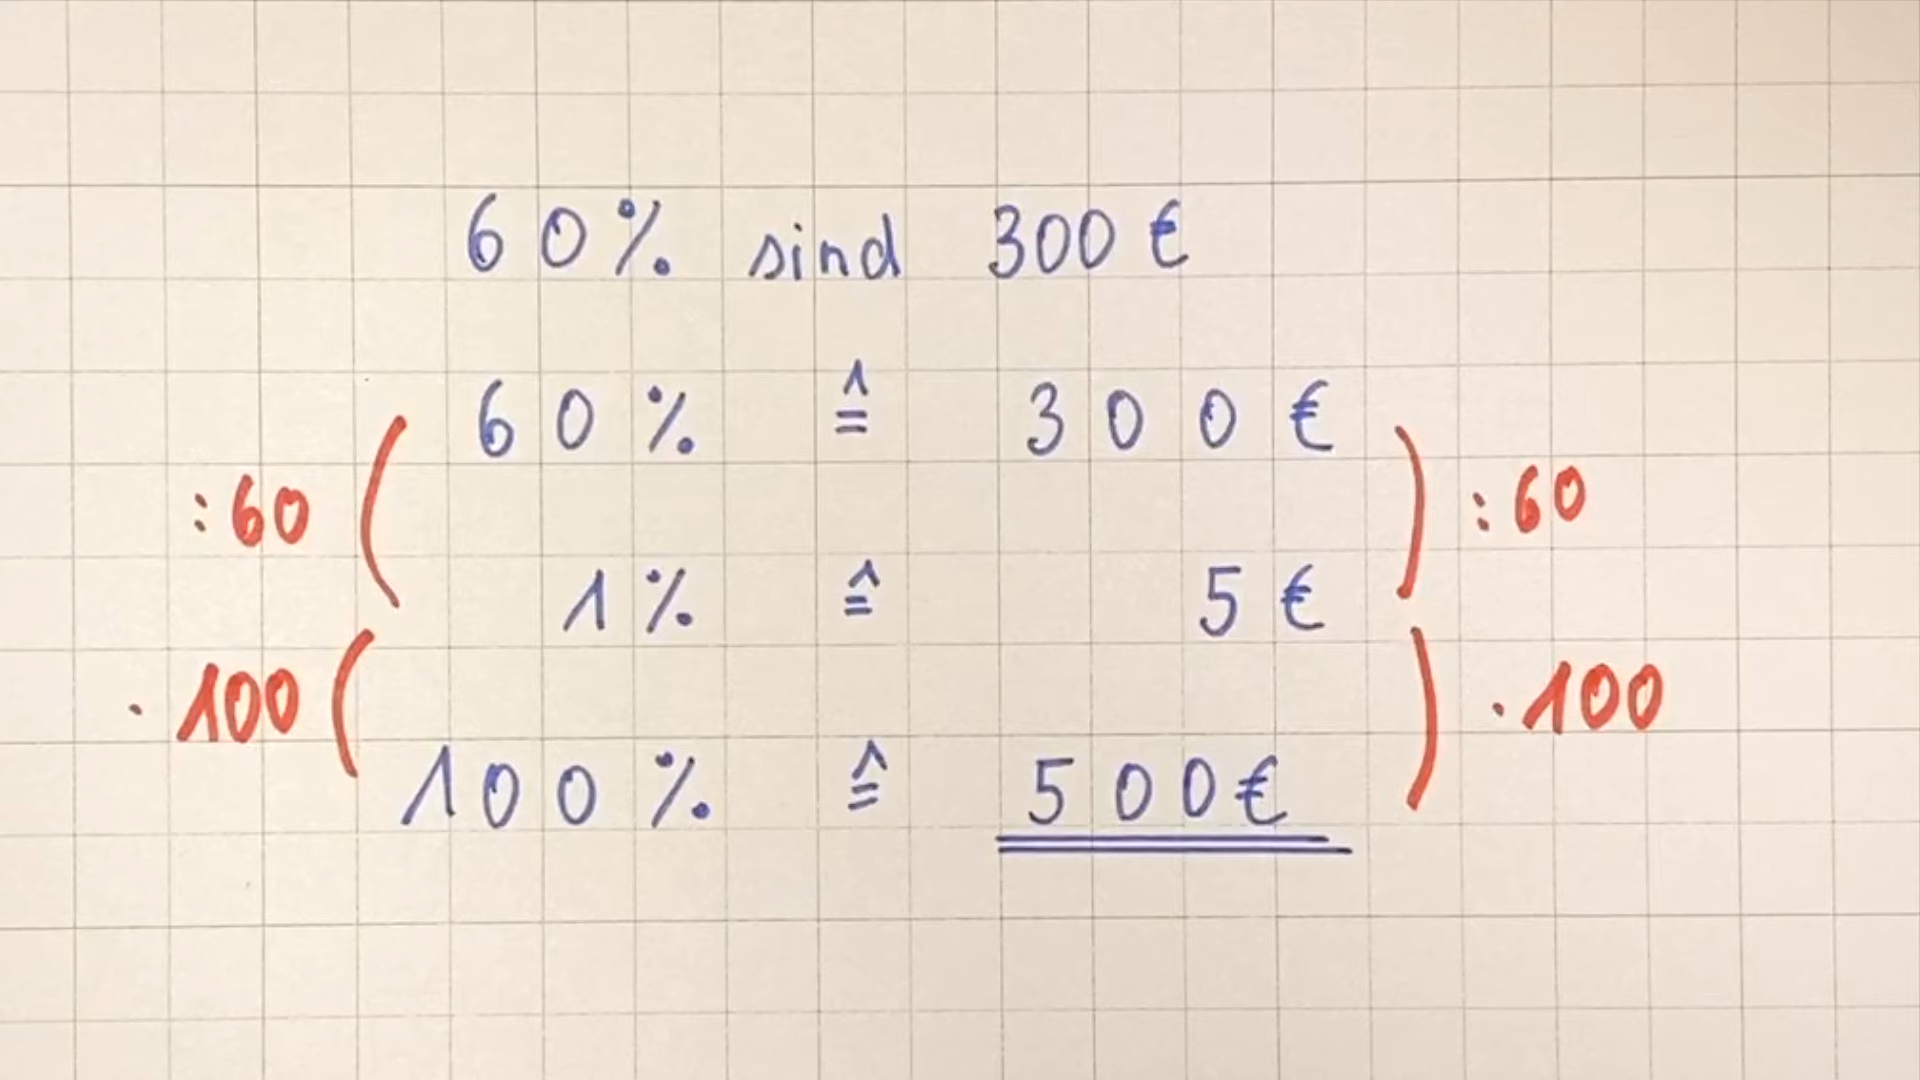 60% sind 300€
60% ≙ 300€
:60 :60
1% ≙ 5€
·100 ·100
100% ≙ 500€